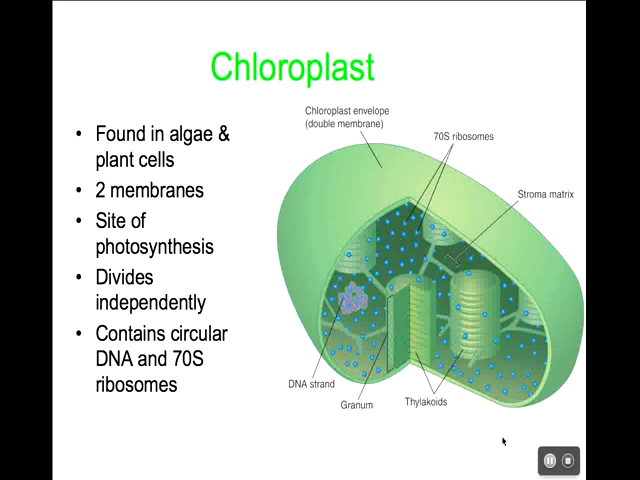 Chloroplast
• Found in algae &
plant cells
• 2 membranes
• Site of
photosynthesis
• Divides
independently
• Contains circular
DNA and 70S
ribosomes
Chloroplast envelope
(double membrane)
70S ribosomes
Stroma matrix
DNA strand
Granum
Thylakoids